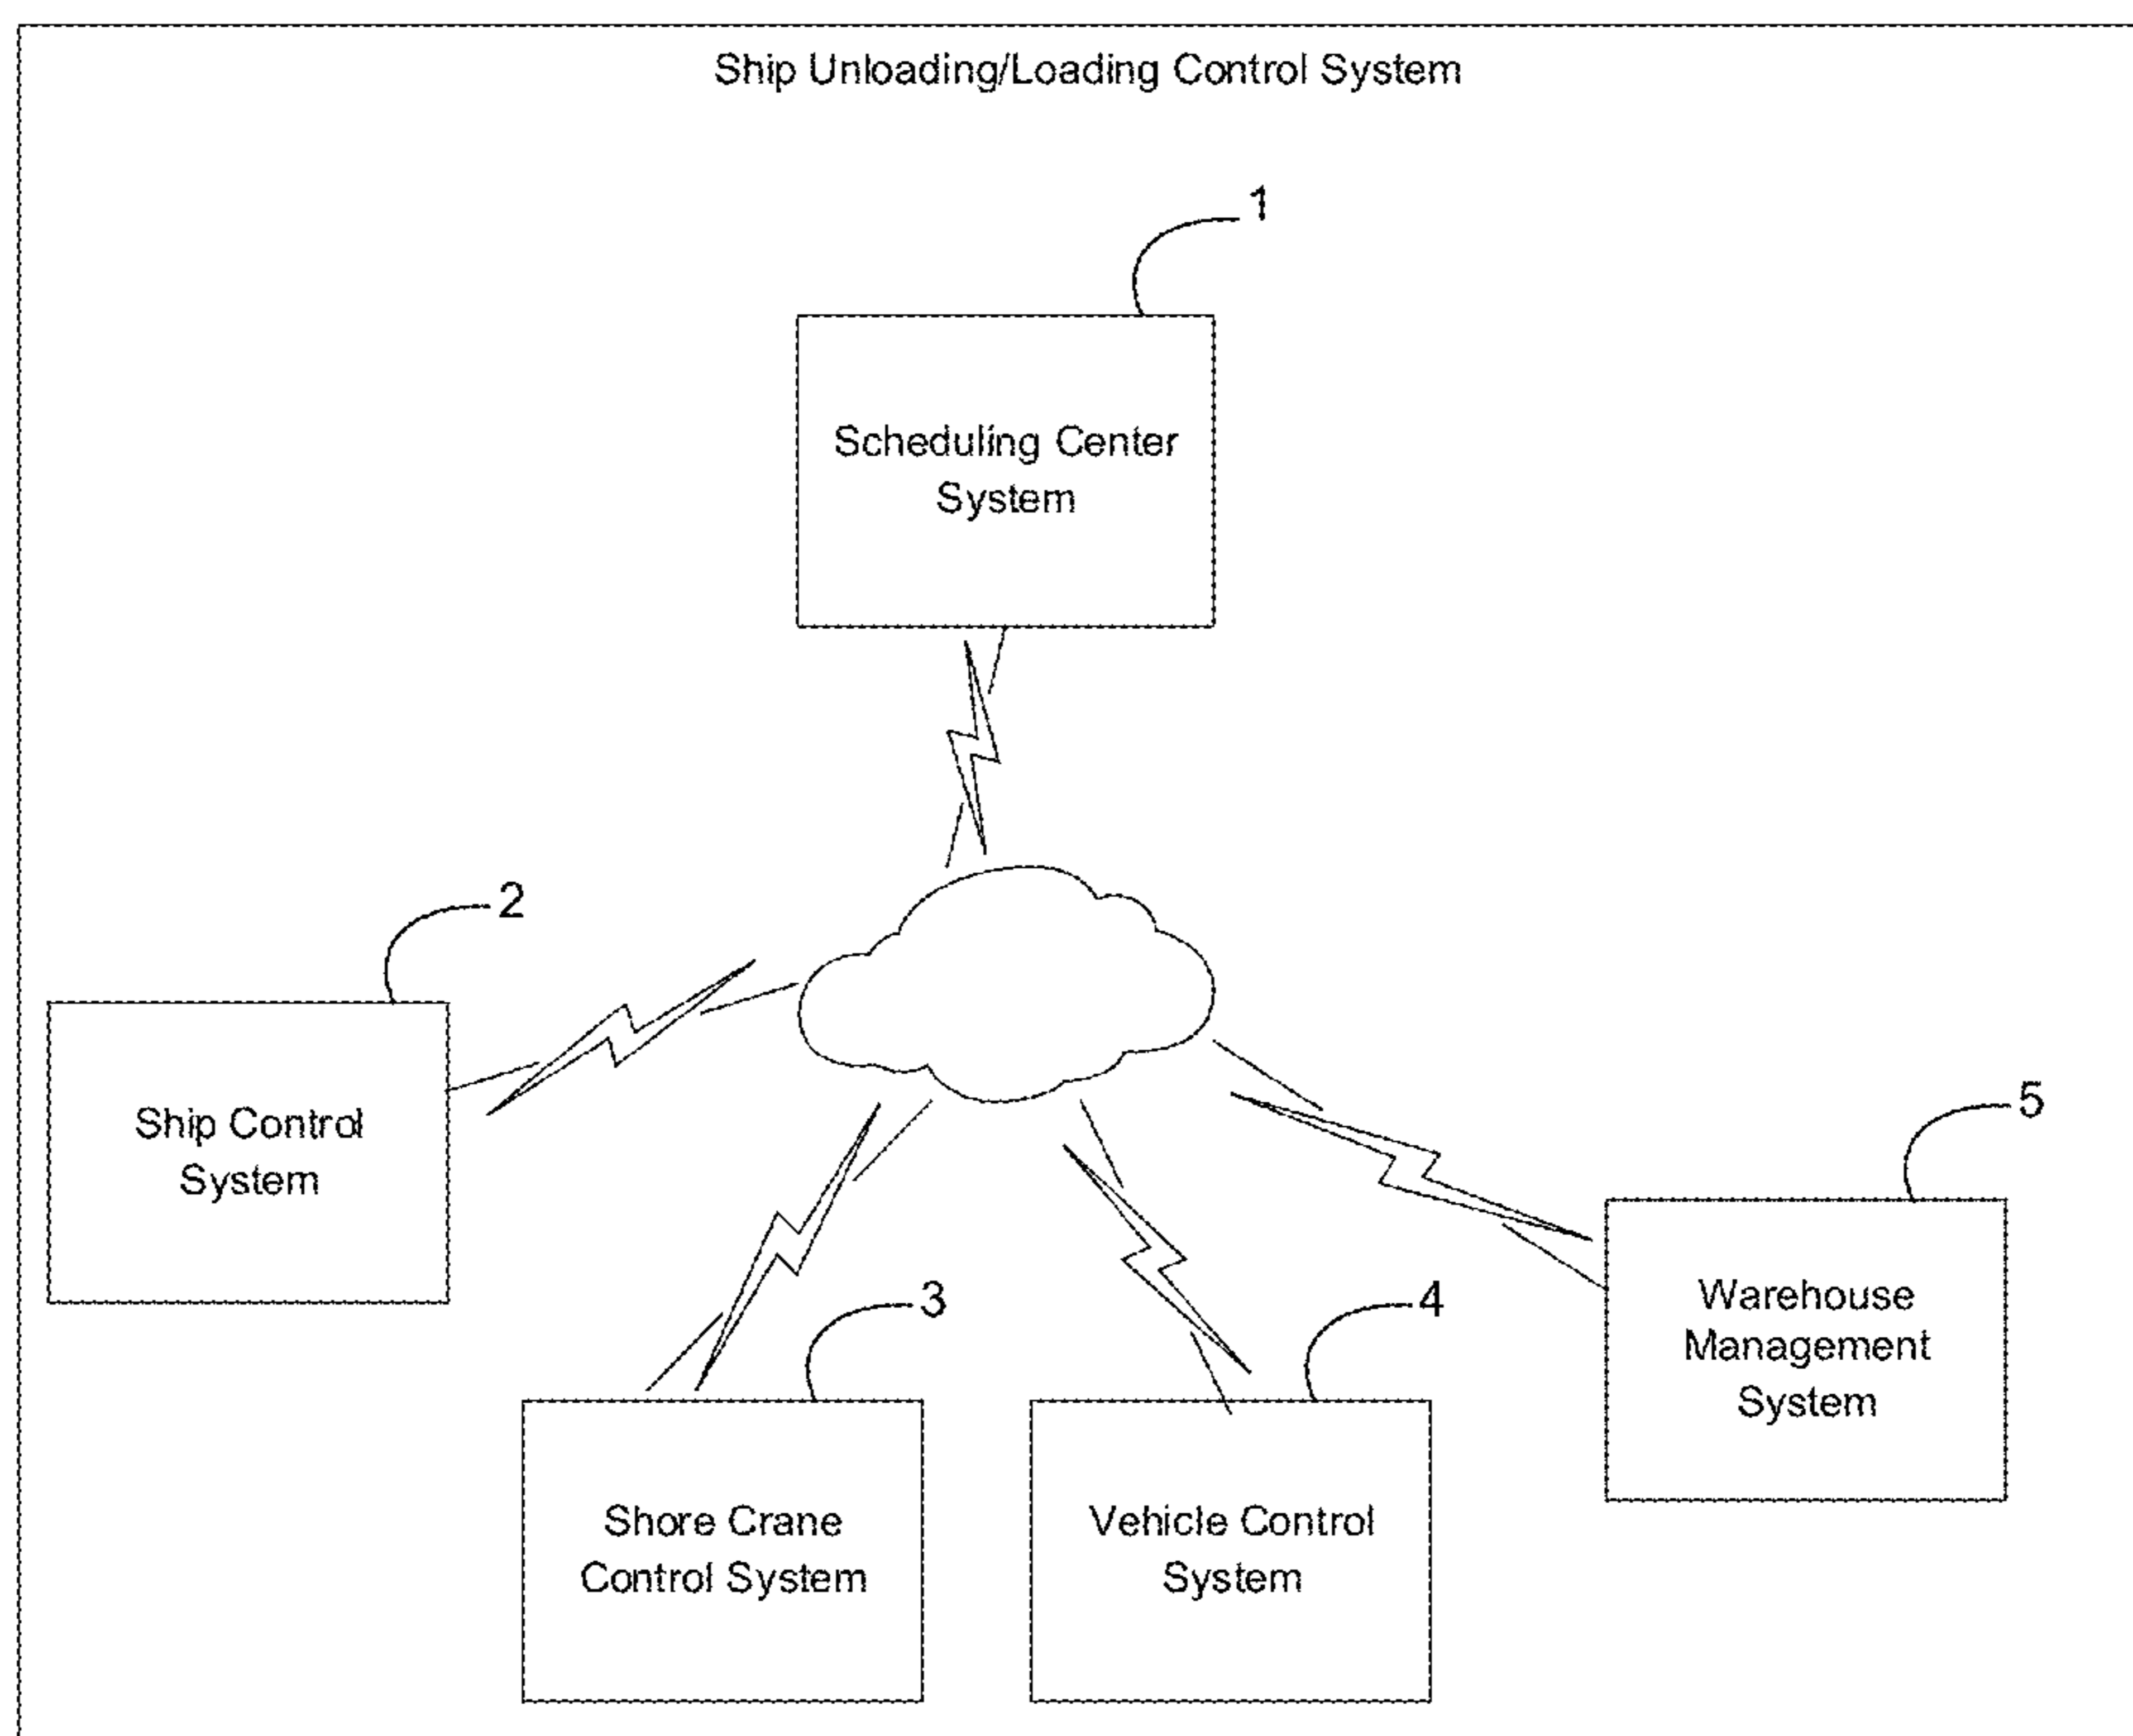 Ship Unloading/Loading Control System
1
Scheduling Center
System
2
Ship Control
System
3
Shore Crane
Control System
4
Vehicle Control
System
5
Warehouse
Management
System